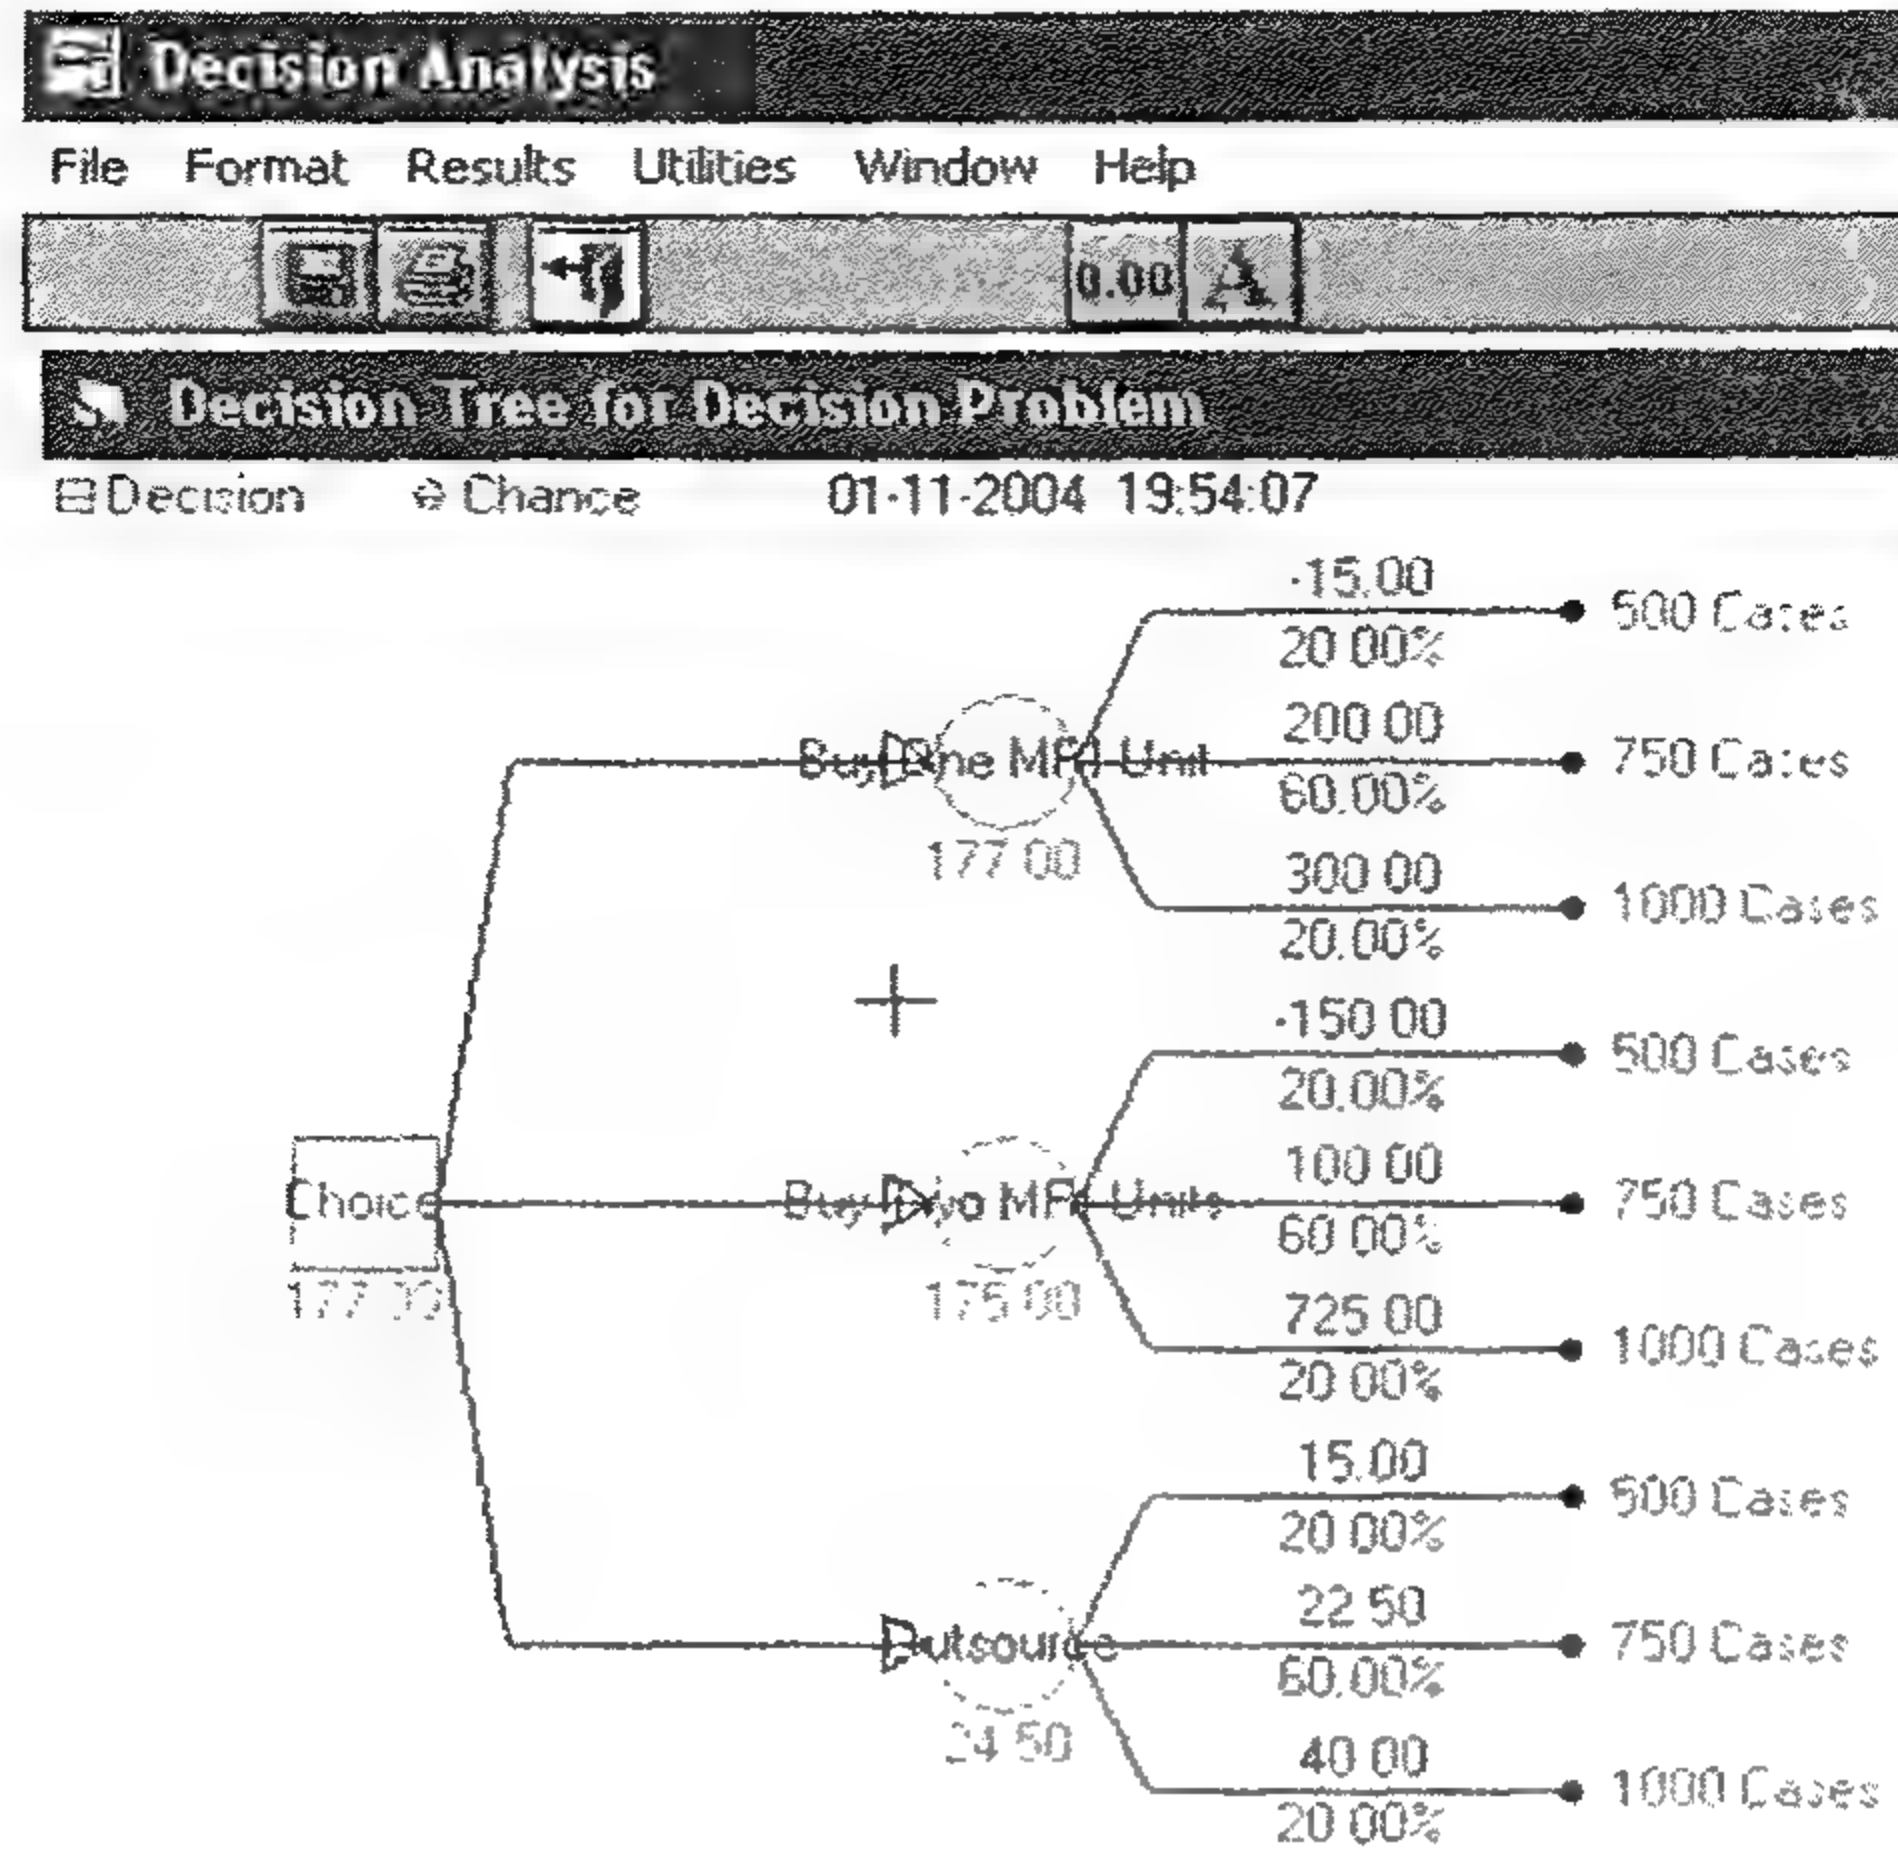 Decision Analysis
File Format Results Utilities Window Help
0.00 A
Decision Tree for Decision Problem
Decision Chance 01-11-2004 19:54:07
-15.00
500 Cases
20.00%
200.00
Buy One MRI Unit
750 Cases
60.00%
177.00
300.00
1000 Cases
20.00%
-150.00
500 Cases
20.00%
100.00
Choice
Buy Two MRI Units
750 Cases
60.00%
177.00
175.00
725.00
1000 Cases
20.00%
15.00
500 Cases
20.00%
22.50
Outsource
750 Cases
60.00%
24.50
40.00
1000 Cases
20.00%